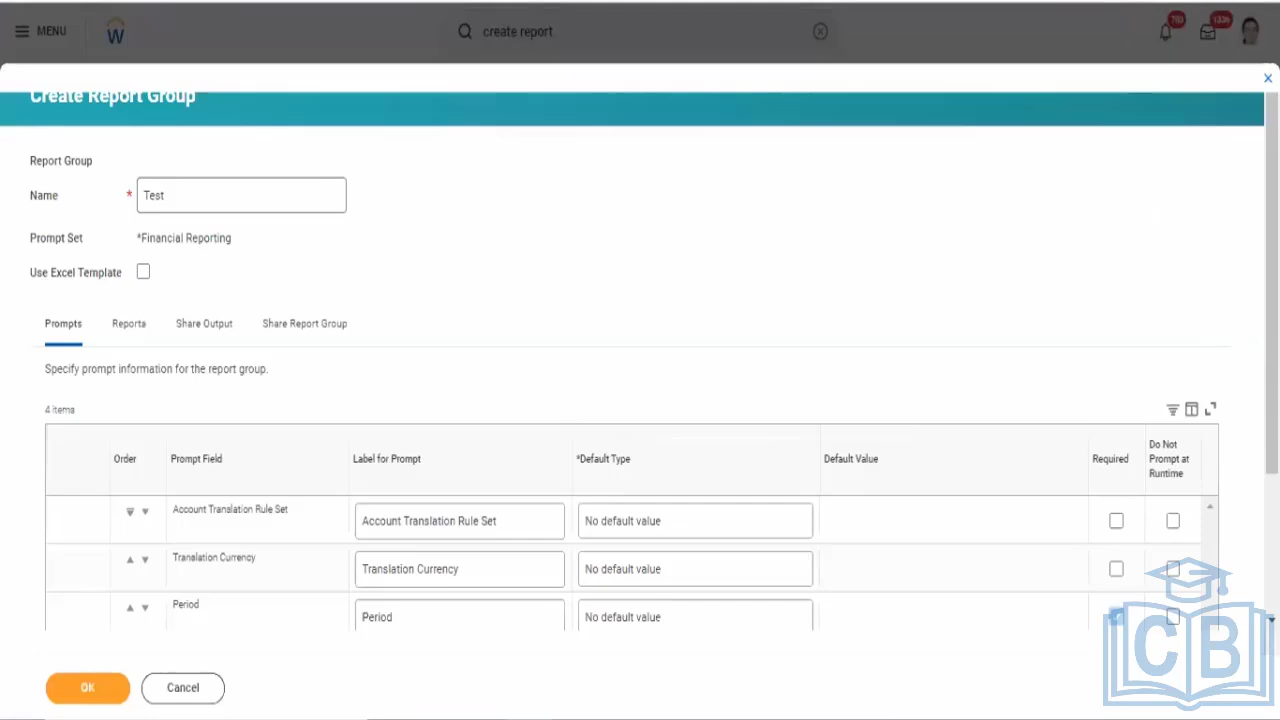 MENU
W
create report
703
1336
Create Report Group
Report Group
Name * Test
Prompt Set *Financial Reporting
Use Excel Template
Prompts Reporta Share Output Share Report Group
Specify prompt information for the report group.
4 items
Order Prompt Field Label for Prompt *Default Type Default Value Required Do Not
Prompt at
Runtime
Account Translation Rule Set Account Translation Rule Set No default value
Translation Currency Translation Currency No default value
Period Period No default value
OK Cancel
CB